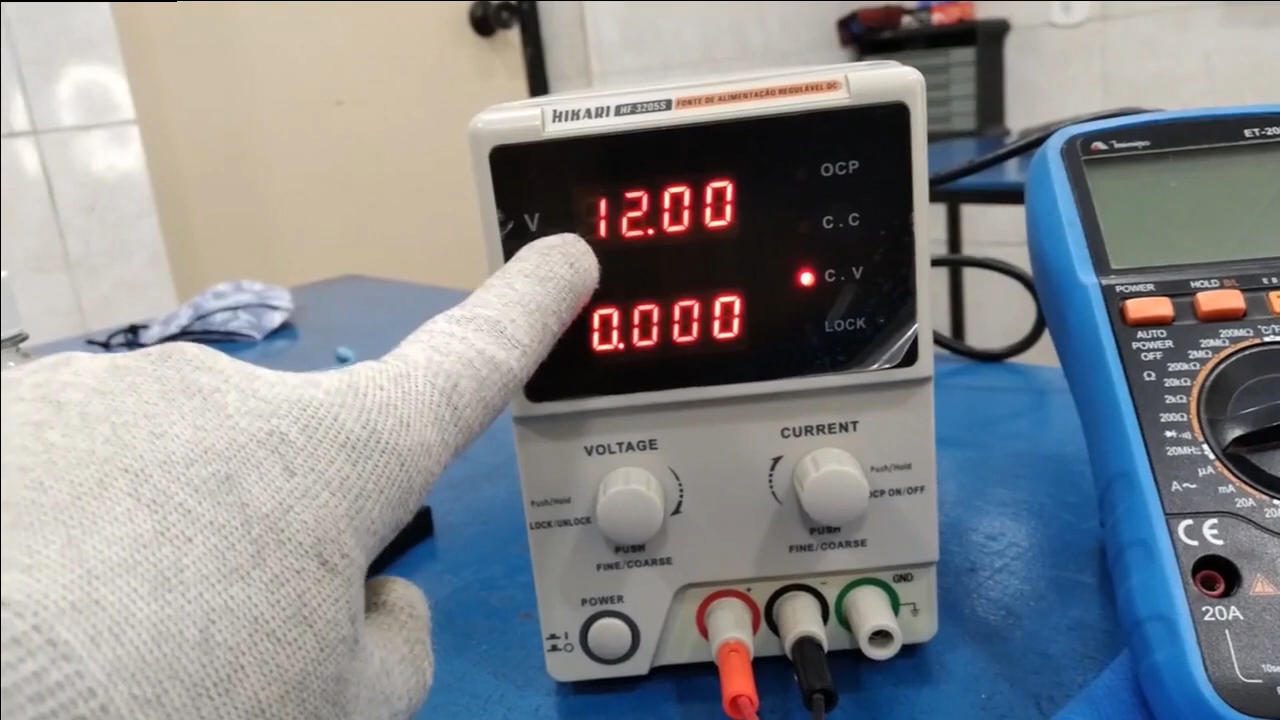 HIKARI HF-3205S FONTE DE ALIMENTAÇÃO REGULÁVEL DC
OCP
V 12.00
C.C
C.V
0.000
LOCK
VOLTAGE
CURRENT
Push/Hold
LOCK/UNLOCK
PUSH
FINE/COARSE
Push/Hold
OCP ON/OFF
PUSH
FINE/COARSE
POWER
+
-
GND
Minipa
ET-20
POWER
HOLD B/L
AUTO
POWER
OFF
Ω
200MΩ
20MΩ
2MΩ
200kΩ
20kΩ
2kΩ
200Ω
20MHz
°C/°F
µA
mA
A~
20A
CE
20A